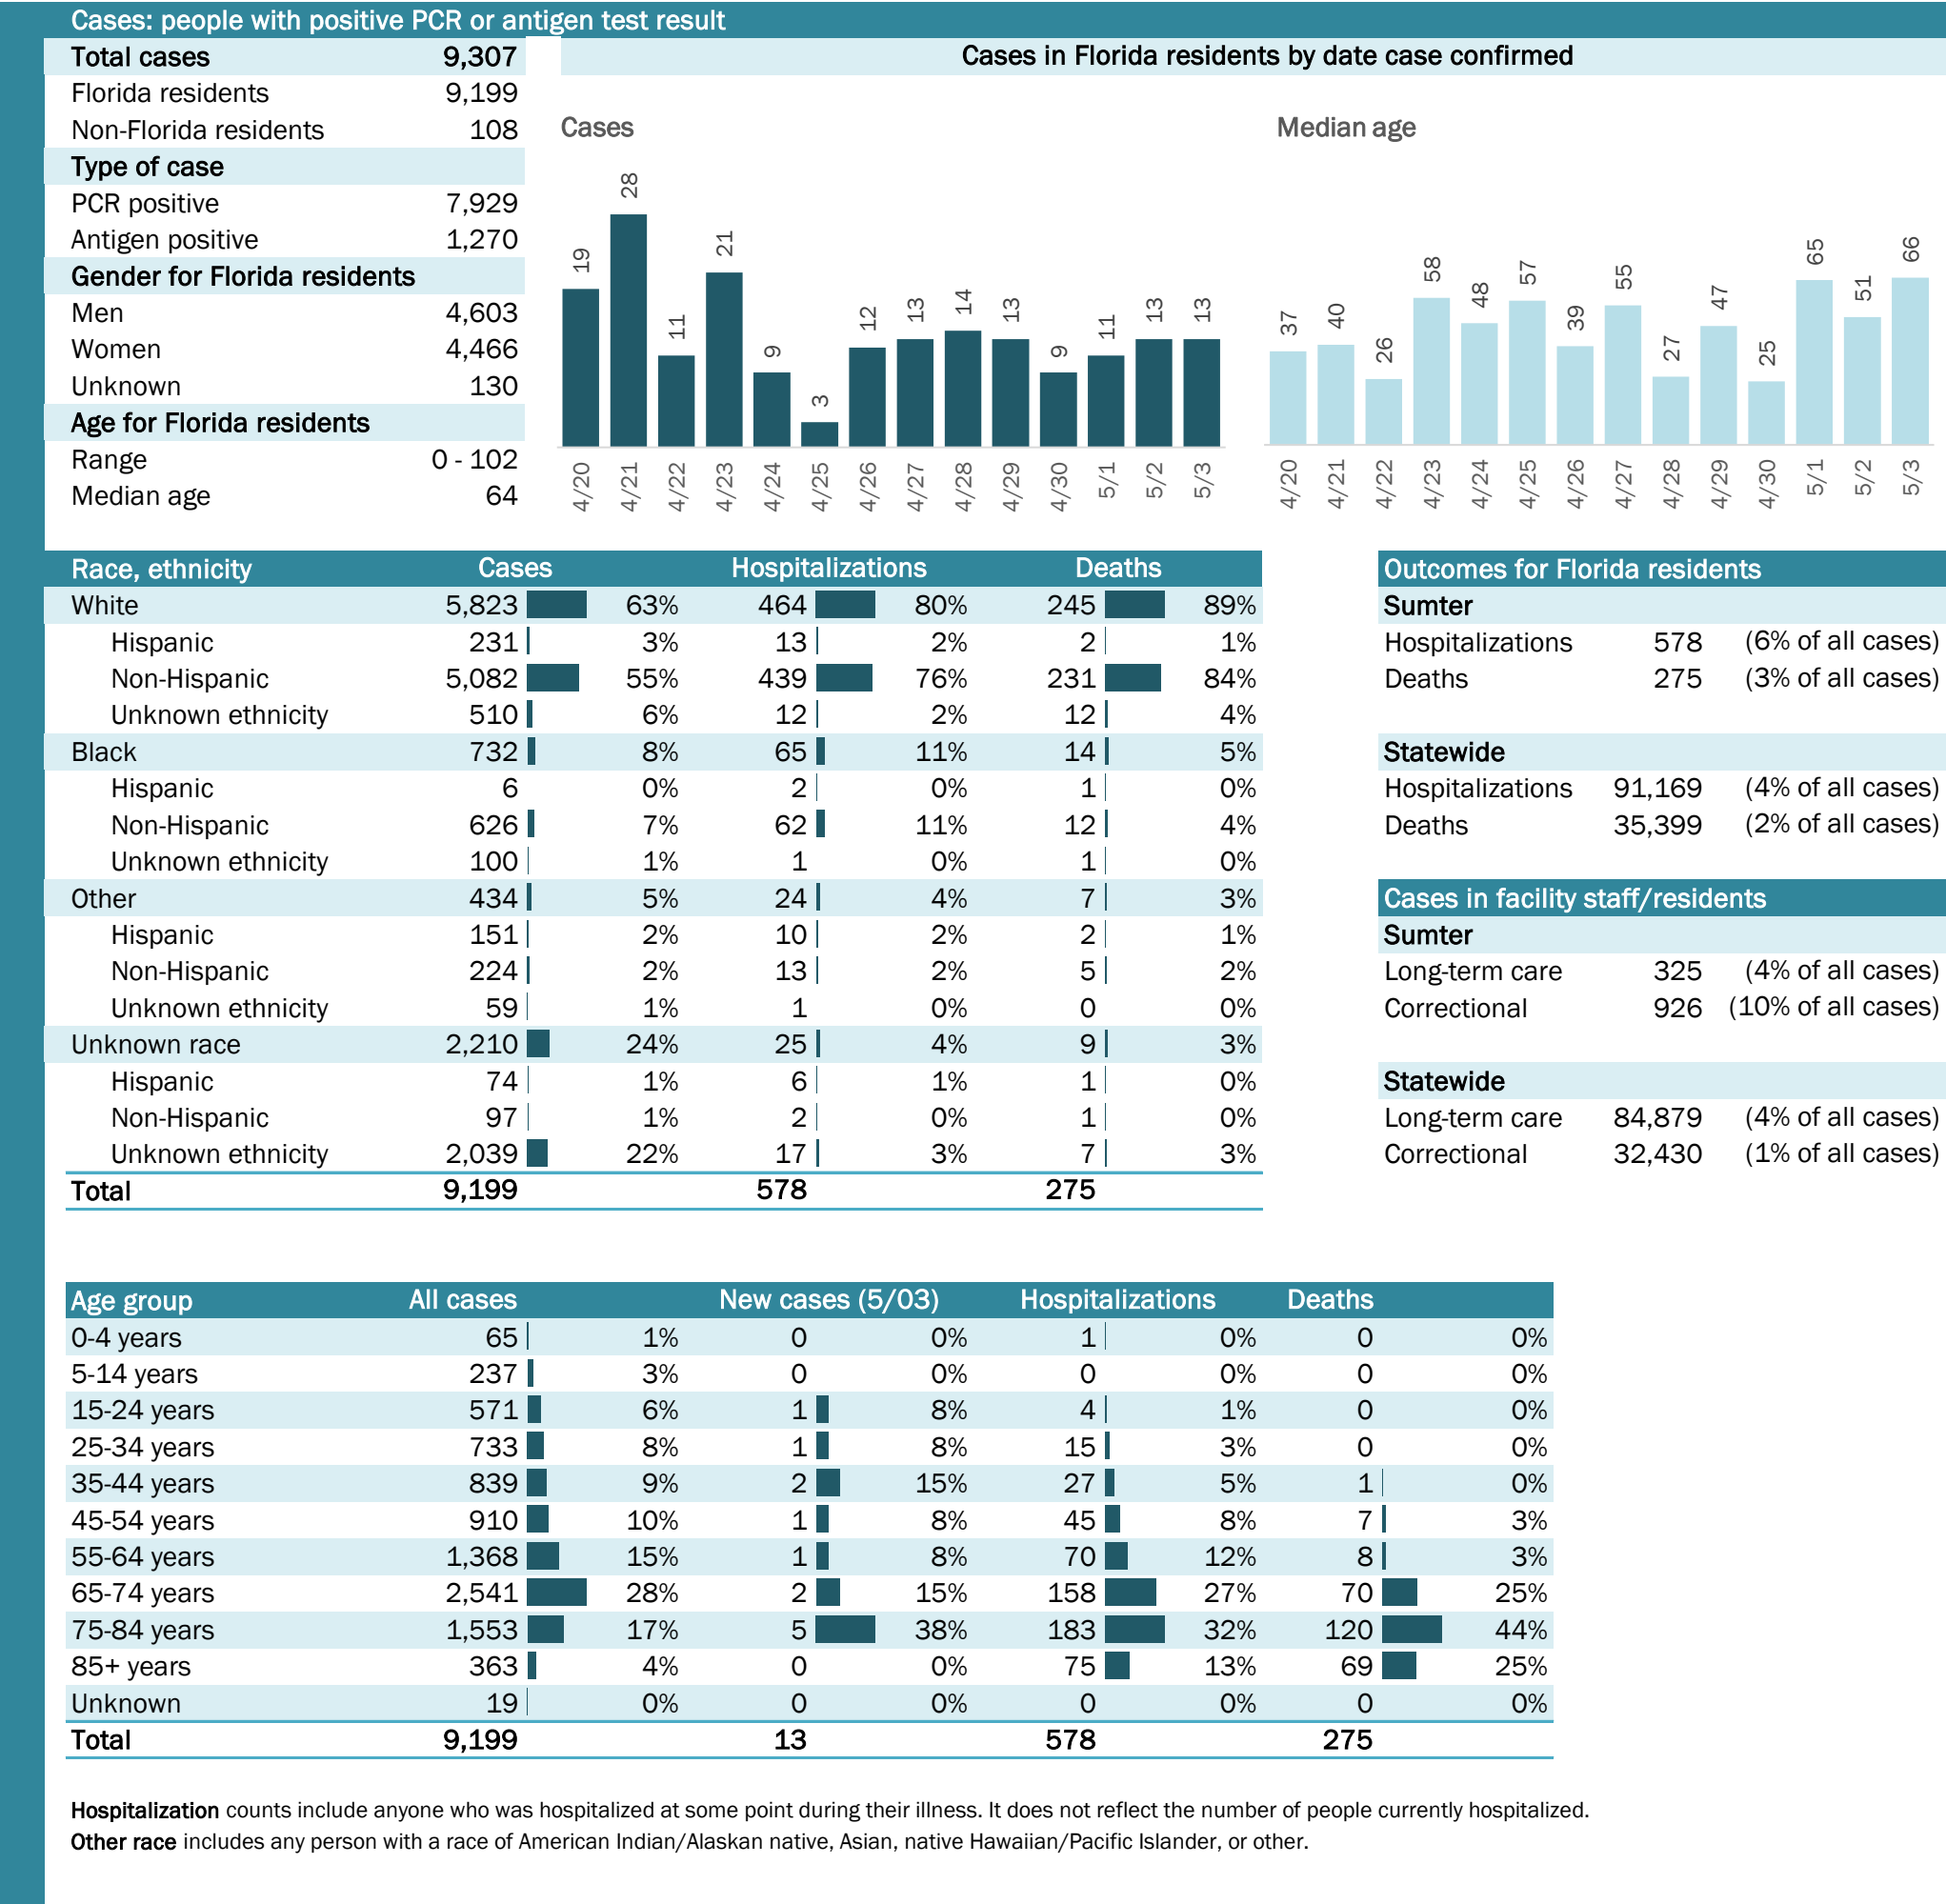 Cases: people with positive PCR or antigen test result
Total cases 9,307
Florida residents 9,199
Non-Florida residents 108
Type of case
PCR positive 7,929
Antigen positive 1,270
Gender for Florida residents
Men 4,603
Women 4,466
Unknown 130
Age for Florida residents
Range 0 - 102
Median age 64
Cases in Florida residents by date case confirmed
Cases
19 28 11 21 9 3 12 13 14 13 9 11 13 13
4/20 4/21 4/22 4/23 4/24 4/25 4/26 4/27 4/28 4/29 4/30 5/1 5/2 5/3
Median age
37 40 26 58 48 57 39 55 27 47 25 65 51 66
4/20 4/21 4/22 4/23 4/24 4/25 4/26 4/27 4/28 4/29 4/30 5/1 5/2 5/3
Race, ethnicity Cases Hospitalizations Deaths
White 5,823 63% 464 80% 245 89%
Hispanic 231 3% 13 2% 2 1%
Non-Hispanic 5,082 55% 439 76% 231 84%
Unknown ethnicity 510 6% 12 2% 12 4%
Black 732 8% 65 11% 14 5%
Hispanic 6 0% 2 0% 1 0%
Non-Hispanic 626 7% 62 11% 12 4%
Unknown ethnicity 100 1% 1 0% 1 0%
Other 434 5% 24 4% 7 3%
Hispanic 151 2% 10 2% 2 1%
Non-Hispanic 224 2% 13 2% 5 2%
Unknown ethnicity 59 1% 1 0% 0 0%
Unknown race 2,210 24% 25 4% 9 3%
Hispanic 74 1% 6 1% 1 0%
Non-Hispanic 97 1% 2 0% 1 0%
Unknown ethnicity 2,039 22% 17 3% 7 3%
Total 9,199 578 275
Outcomes for Florida residents
Sumter
Hospitalizations 578 (6% of all cases)
Deaths 275 (3% of all cases)
Statewide
Hospitalizations 91,169 (4% of all cases)
Deaths 35,399 (2% of all cases)
Cases in facility staff/residents
Sumter
Long-term care 325 (4% of all cases)
Correctional 926 (10% of all cases)
Statewide
Long-term care 84,879 (4% of all cases)
Correctional 32,430 (1% of all cases)
Age group All cases New cases (5/03) Hospitalizations Deaths
0-4 years 65 1% 0 0% 1 0% 0 0%
5-14 years 237 3% 0 0% 0 0% 0 0%
15-24 years 571 6% 1 8% 4 1% 0 0%
25-34 years 733 8% 1 8% 15 3% 0 0%
35-44 years 839 9% 2 15% 27 5% 1 0%
45-54 years 910 10% 1 8% 45 8% 7 3%
55-64 years 1,368 15% 1 8% 70 12% 8 3%
65-74 years 2,541 28% 2 15% 158 27% 70 25%
75-84 years 1,553 17% 5 38% 183 32% 120 44%
85+ years 363 4% 0 0% 75 13% 69 25%
Unknown 19 0% 0 0% 0 0% 0 0%
Total 9,199 13 578 275
Hospitalization counts include anyone who was hospitalized at some point during their illness. It does not reflect the number of people currently hospitalized.
Other race includes any person with a race of American Indian/Alaskan native, Asian, native Hawaiian/Pacific Islander, or other.